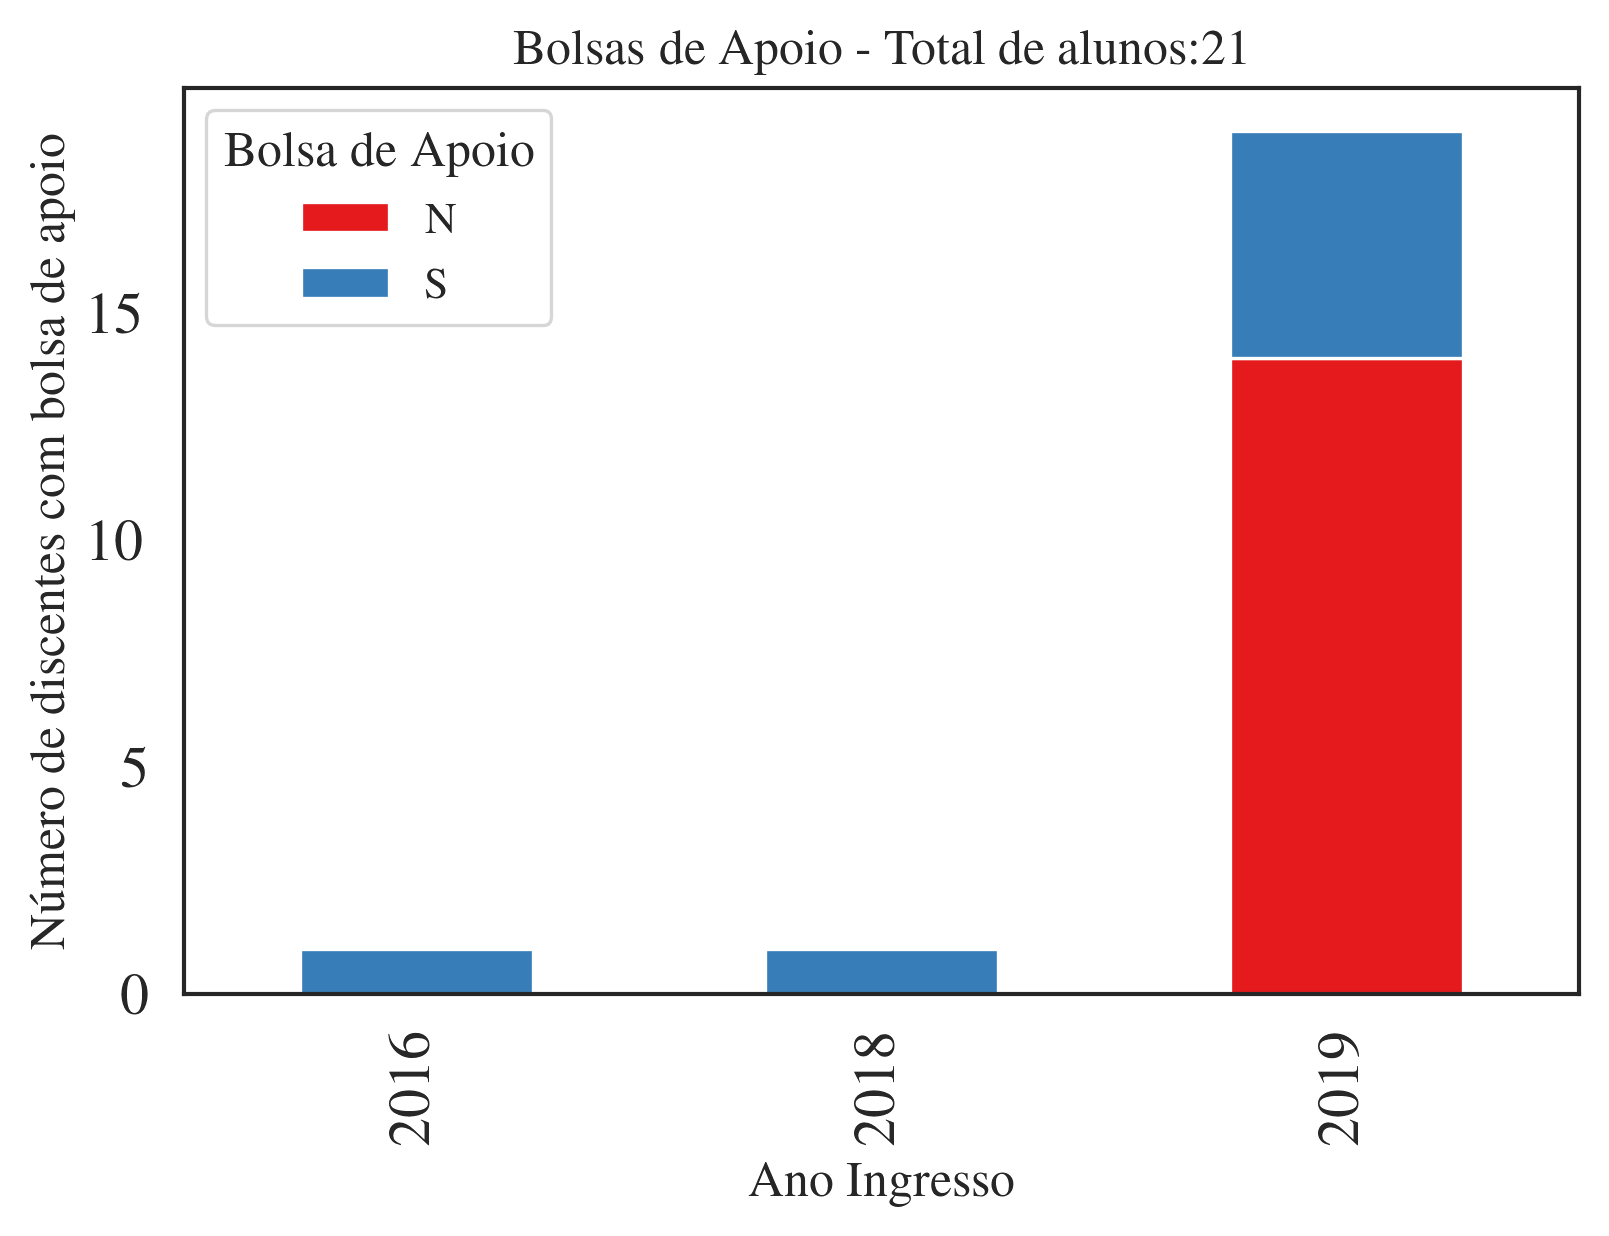 Bolsas de Apoio - Total de alunos:21
Bolsa de Apoio
N
S
Número de discentes com bolsa de apoio
15
10
5
0
2016
2018
2019
Ano Ingresso